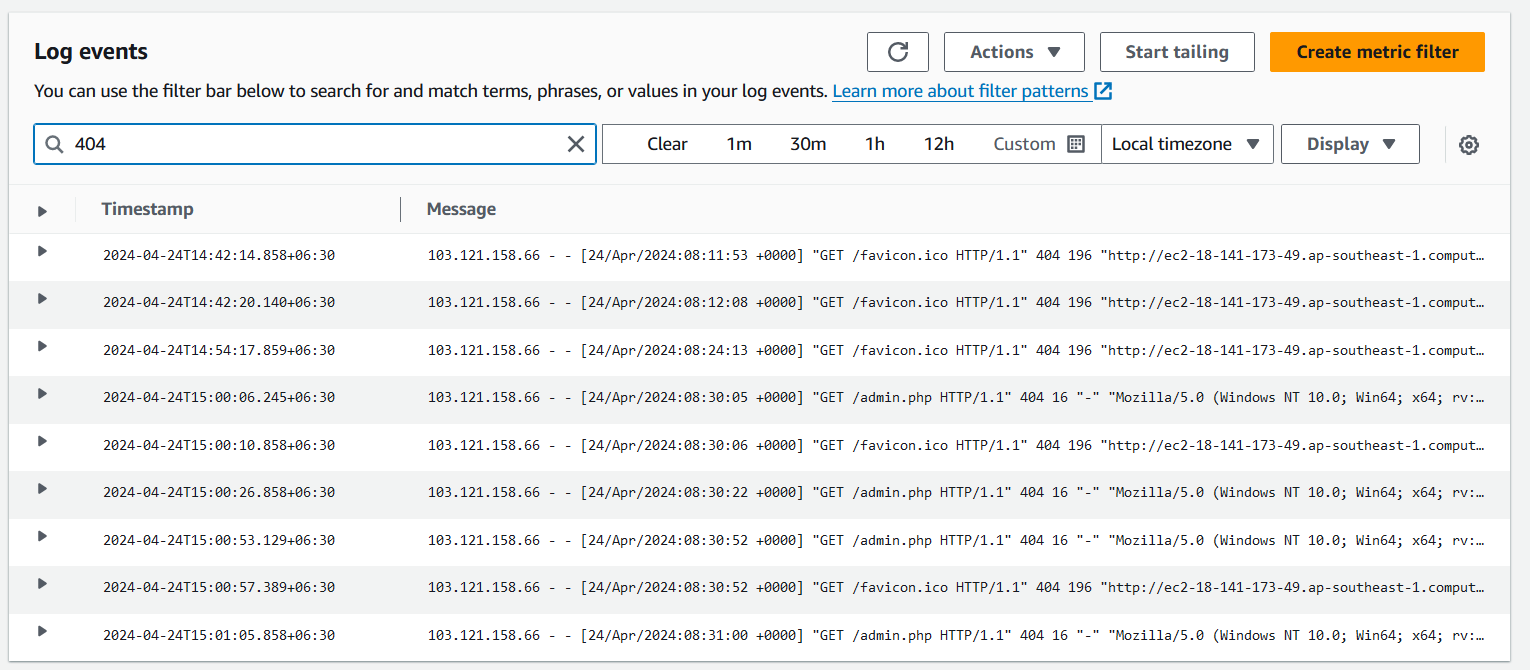 Log events
Actions
Start tailing
Create metric filter
You can use the filter bar below to search for and match terms, phrases, or values in your log events. Learn more about filter patterns
404
Clear 1m 30m 1h 12h Custom Local timezone Display
Timestamp Message
2024-04-24T14:42:14.858+06:30 103.121.158.66 - - [24/Apr/2024:08:11:53 +0000] "GET /favicon.ico HTTP/1.1" 404 196 "http://ec2-18-141-173-49.ap-southeast-1.comput…
2024-04-24T14:42:20.140+06:30 103.121.158.66 - - [24/Apr/2024:08:12:08 +0000] "GET /favicon.ico HTTP/1.1" 404 196 "http://ec2-18-141-173-49.ap-southeast-1.comput…
2024-04-24T14:54:17.859+06:30 103.121.158.66 - - [24/Apr/2024:08:24:13 +0000] "GET /favicon.ico HTTP/1.1" 404 196 "http://ec2-18-141-173-49.ap-southeast-1.comput…
2024-04-24T15:00:06.245+06:30 103.121.158.66 - - [24/Apr/2024:08:30:05 +0000] "GET /admin.php HTTP/1.1" 404 16 "-" "Mozilla/5.0 (Windows NT 10.0; Win64; x64; rv:…
2024-04-24T15:00:10.858+06:30 103.121.158.66 - - [24/Apr/2024:08:30:06 +0000] "GET /favicon.ico HTTP/1.1" 404 196 "http://ec2-18-141-173-49.ap-southeast-1.comput…
2024-04-24T15:00:26.858+06:30 103.121.158.66 - - [24/Apr/2024:08:30:22 +0000] "GET /admin.php HTTP/1.1" 404 16 "-" "Mozilla/5.0 (Windows NT 10.0; Win64; x64; rv:…
2024-04-24T15:00:53.129+06:30 103.121.158.66 - - [24/Apr/2024:08:30:52 +0000] "GET /admin.php HTTP/1.1" 404 16 "-" "Mozilla/5.0 (Windows NT 10.0; Win64; x64; rv:…
2024-04-24T15:00:57.389+06:30 103.121.158.66 - - [24/Apr/2024:08:30:52 +0000] "GET /favicon.ico HTTP/1.1" 404 196 "http://ec2-18-141-173-49.ap-southeast-1.comput…
2024-04-24T15:01:05.858+06:30 103.121.158.66 - - [24/Apr/2024:08:31:00 +0000] "GET /admin.php HTTP/1.1" 404 16 "-" "Mozilla/5.0 (Windows NT 10.0; Win64; x64; rv:…